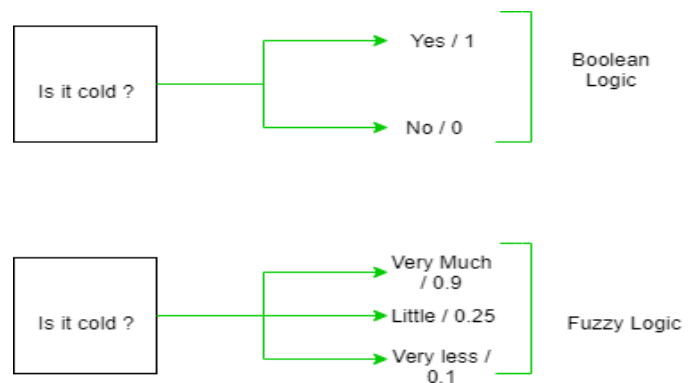 Is it cold ?
Yes / 1
No / 0
Boolean
Logic
Is it cold ?
Very Much
/ 0.9
Little / 0.25
Very less /
0.1
Fuzzy Logic